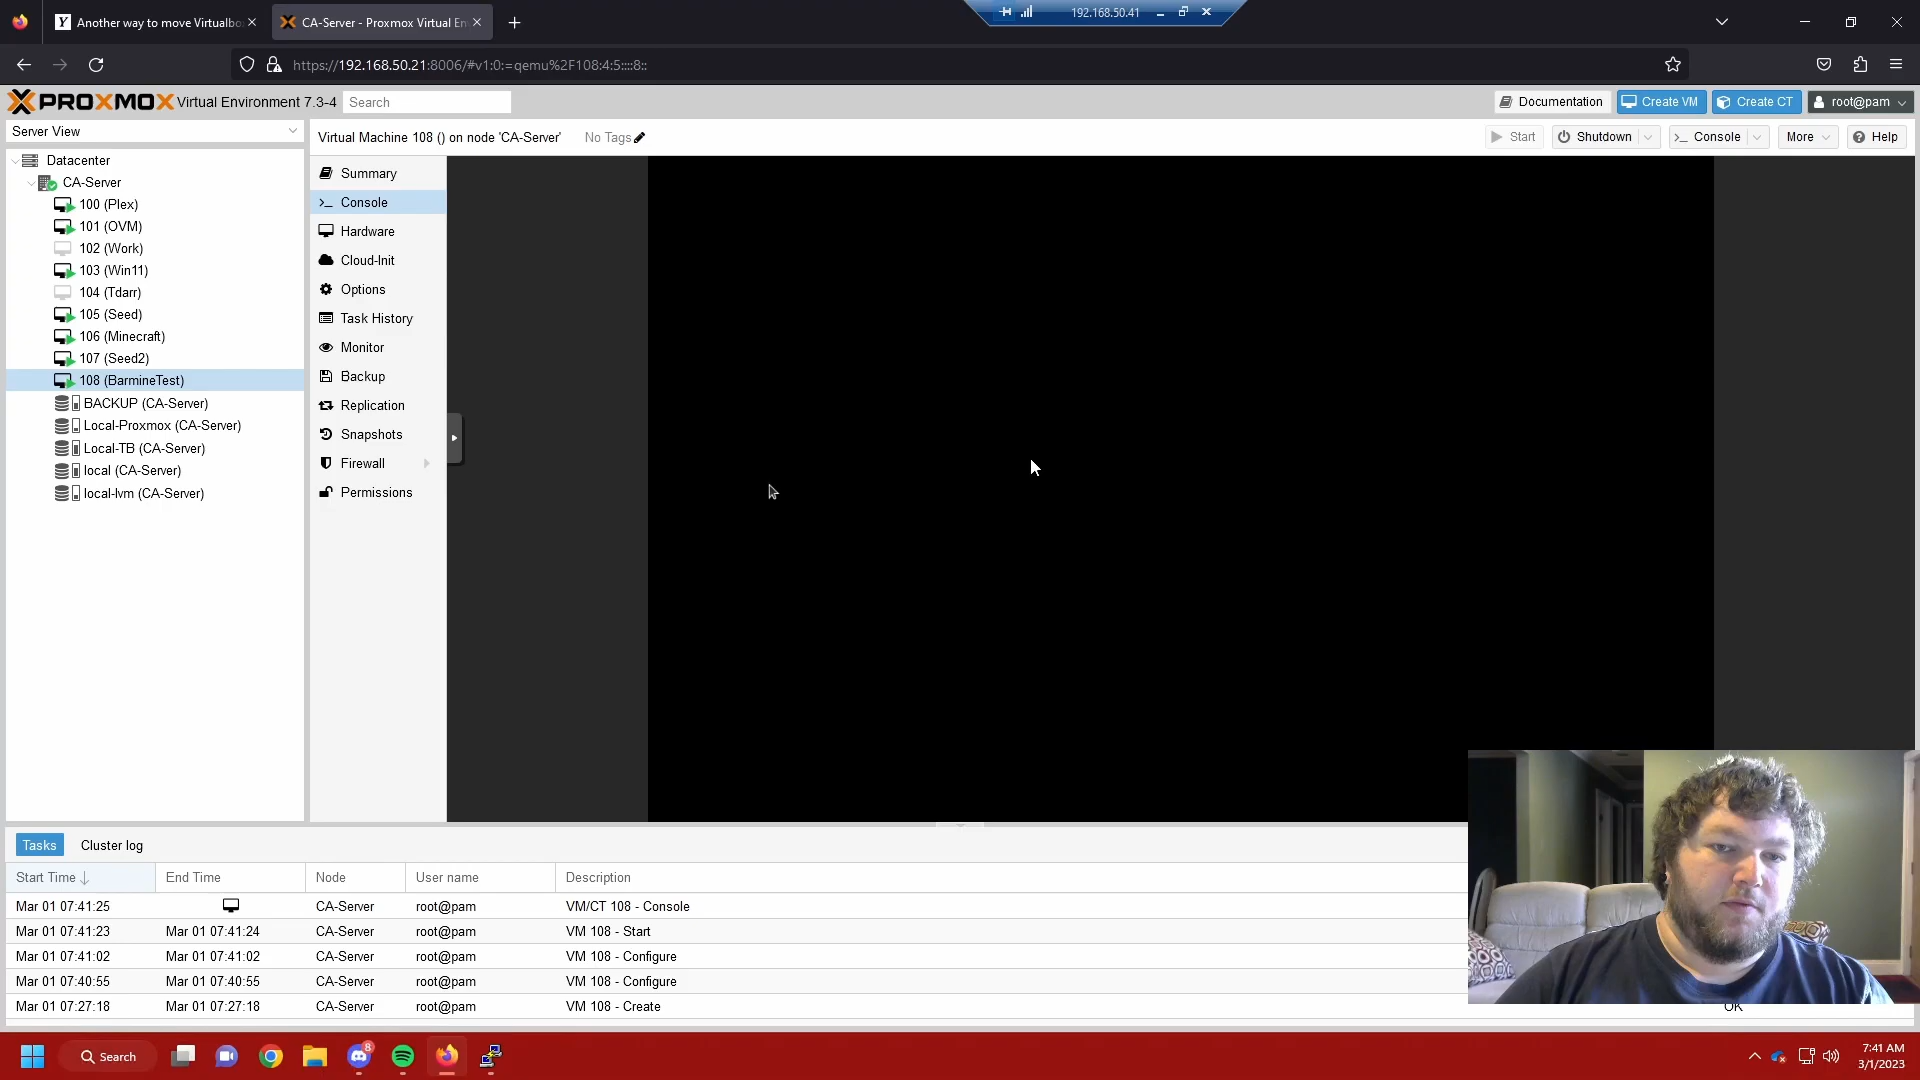 Another way to move Virtualbo
CA-Server - Proxmox Virtual En
192.168.50.41
https://192.168.50.21:8006/#v1:0:=qemu%2F108:4:5::::8::
PROXMOX Virtual Environment 7.3-4
Search
Documentation
Create VM
Create CT
root@pam
Server View
Virtual Machine 108 () on node 'CA-Server'
No Tags
Start
Shutdown
Console
More
Help
Datacenter
CA-Server
100 (Plex)
101 (OVM)
102 (Work)
103 (Win11)
104 (Tdarr)
105 (Seed)
106 (Minecraft)
107 (Seed2)
108 (BarmineTest)
BACKUP (CA-Server)
Local-Proxmox (CA-Server)
Local-TB (CA-Server)
local (CA-Server)
local-lvm (CA-Server)
Summary
Console
Hardware
Cloud-Init
Options
Task History
Monitor
Backup
Replication
Snapshots
Firewall
Permissions
Tasks
Cluster log
Start Time End Time Node User name Description
Mar 01 07:41:25 CA-Server root@pam VM/CT 108 - Console
Mar 01 07:41:23 Mar 01 07:41:24 CA-Server root@pam VM 108 - Start
Mar 01 07:41:02 Mar 01 07:41:02 CA-Server root@pam VM 108 - Configure
Mar 01 07:40:55 Mar 01 07:40:55 CA-Server root@pam VM 108 - Configure
Mar 01 07:27:18 Mar 01 07:27:18 CA-Server root@pam VM 108 - Create OK
Search
8
7:41 AM
3/1/2023